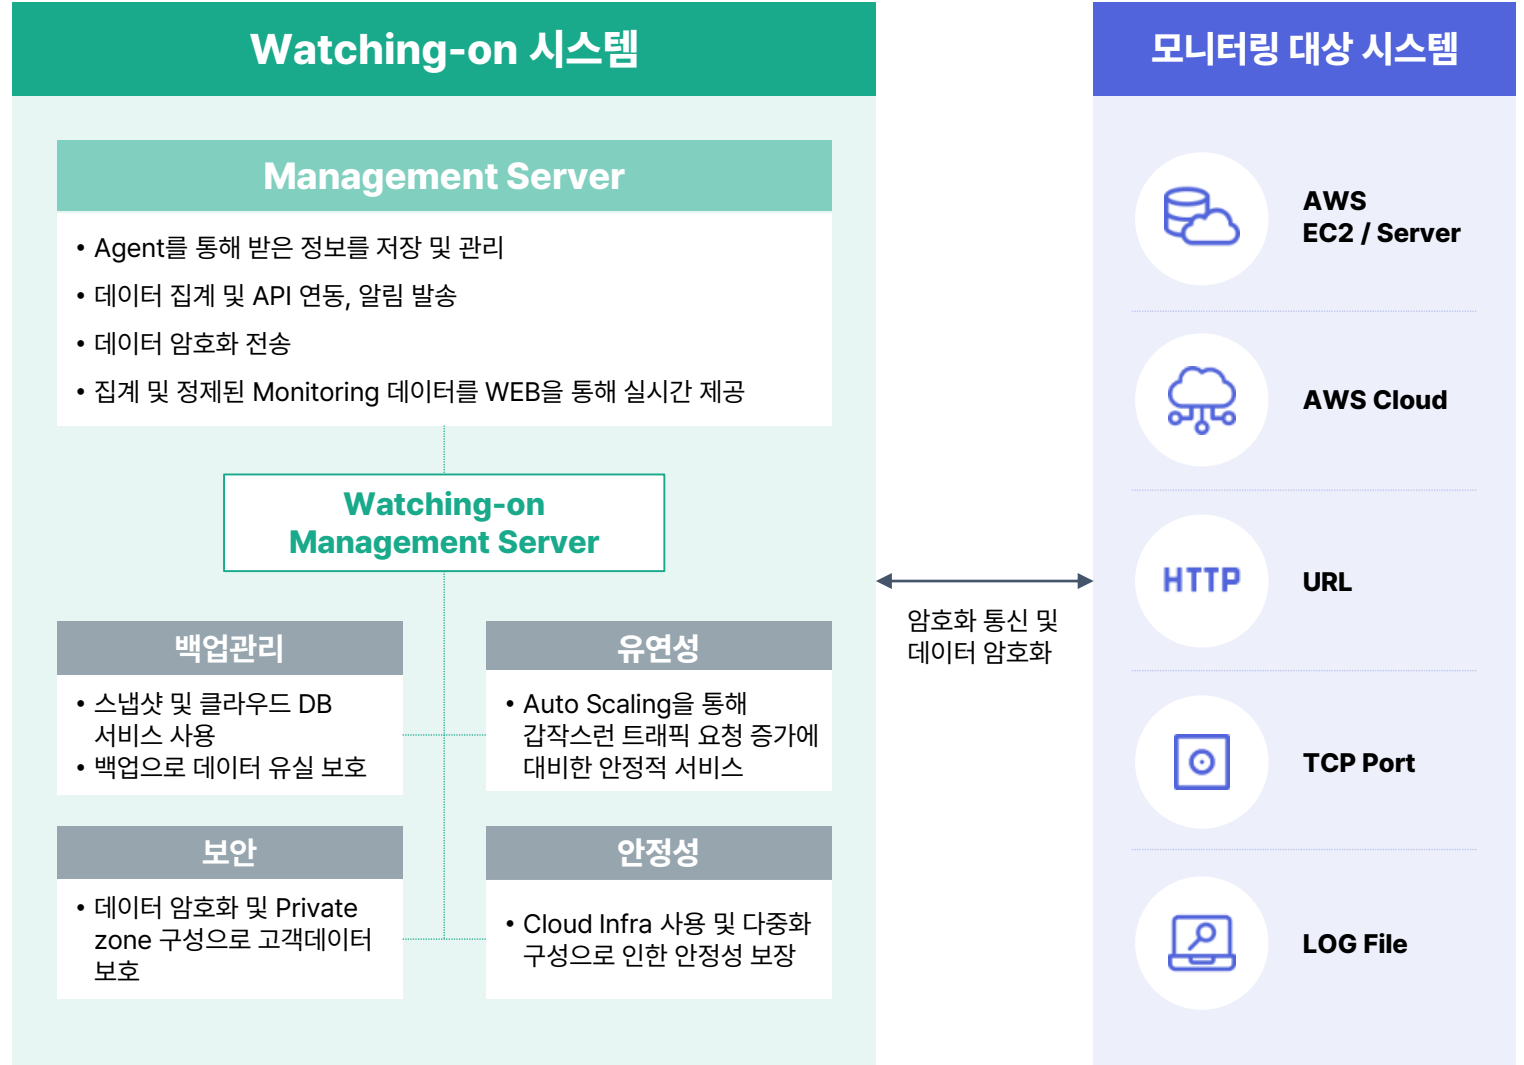 Watching-on 시스템
Management Server
• Agent를 통해 받은 정보를 저장 및 관리
• 데이터 집계 및 API 연동, 알림 발송
• 데이터 암호화 전송
• 집계 및 정제된 Monitoring 데이터를 WEB을 통해 실시간 제공
Watching-on
Management Server
백업관리
• 스냅샷 및 클라우드 DB
서비스 사용
• 백업으로 데이터 유실 보호
유연성
• Auto Scaling을 통해
갑작스런 트래픽 요청 증가에
대비한 안정적 서비스
보안
• 데이터 암호화 및 Private
zone 구성으로 고객데이터
보호
안정성
• Cloud Infra 사용 및 다중화
구성으로 인한 안정성 보장
암호화 통신 및
데이터 암호화
모니터링 대상 시스템
AWS
EC2 / Server
AWS Cloud
HTTP
URL
TCP Port
LOG File